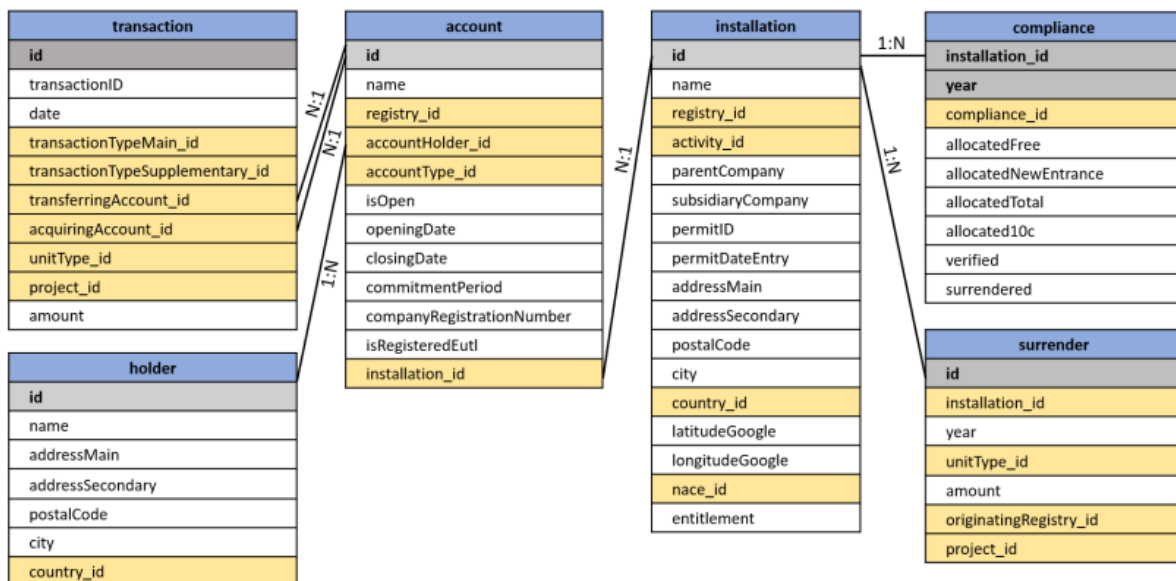 transaction
id
transactionID
date
transactionTypeMain_id
transactionTypeSupplementary_id
transferringAccount_id
acquiringAccount_id
unitType_id
project_id
amount
holder
id
name
addressMain
addressSecondary
postalCode
city
country_id
N:1
N:1
1:N
account
id
name
registry_id
accountHolder_id
accountType_id
isOpen
openingDate
closingDate
commitmentPeriod
companyRegistrationNumber
isRegisteredEutl
installation_id
N:1
installation
id
name
registry_id
activity_id
parentCompany
subsidiaryCompany
permitID
permitDateEntry
addressMain
addressSecondary
postalCode
city
country_id
latitudeGoogle
longitudeGoogle
nace_id
entitlement
1:N
1:N
compliance
installation_id
year
compliance_id
allocatedFree
allocatedNewEntrance
allocatedTotal
allocated10c
verified
surrendered
surrender
id
installation_id
year
unitType_id
amount
originatingRegistry_id
project_id